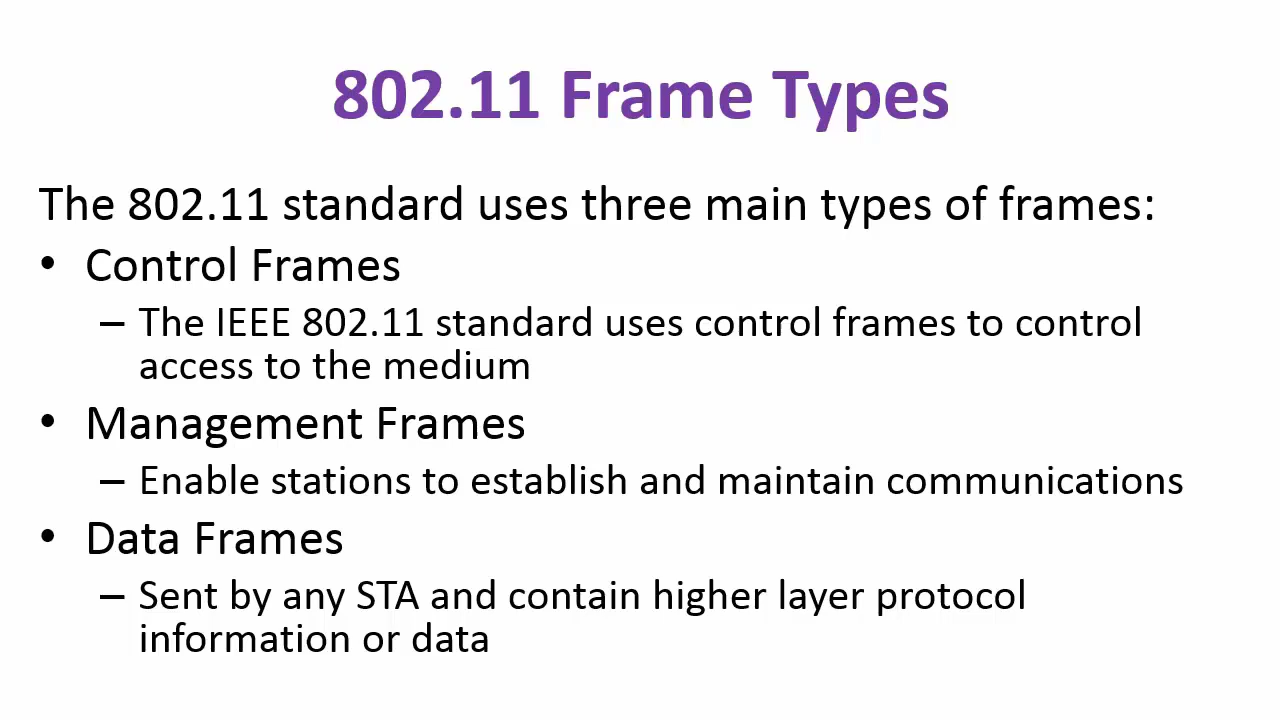 802.11 Frame Types
The 802.11 standard uses three main types of frames:
• Control Frames
– The IEEE 802.11 standard uses control frames to control
access to the medium
• Management Frames
– Enable stations to establish and maintain communications
• Data Frames
– Sent by any STA and contain higher layer protocol
information or data